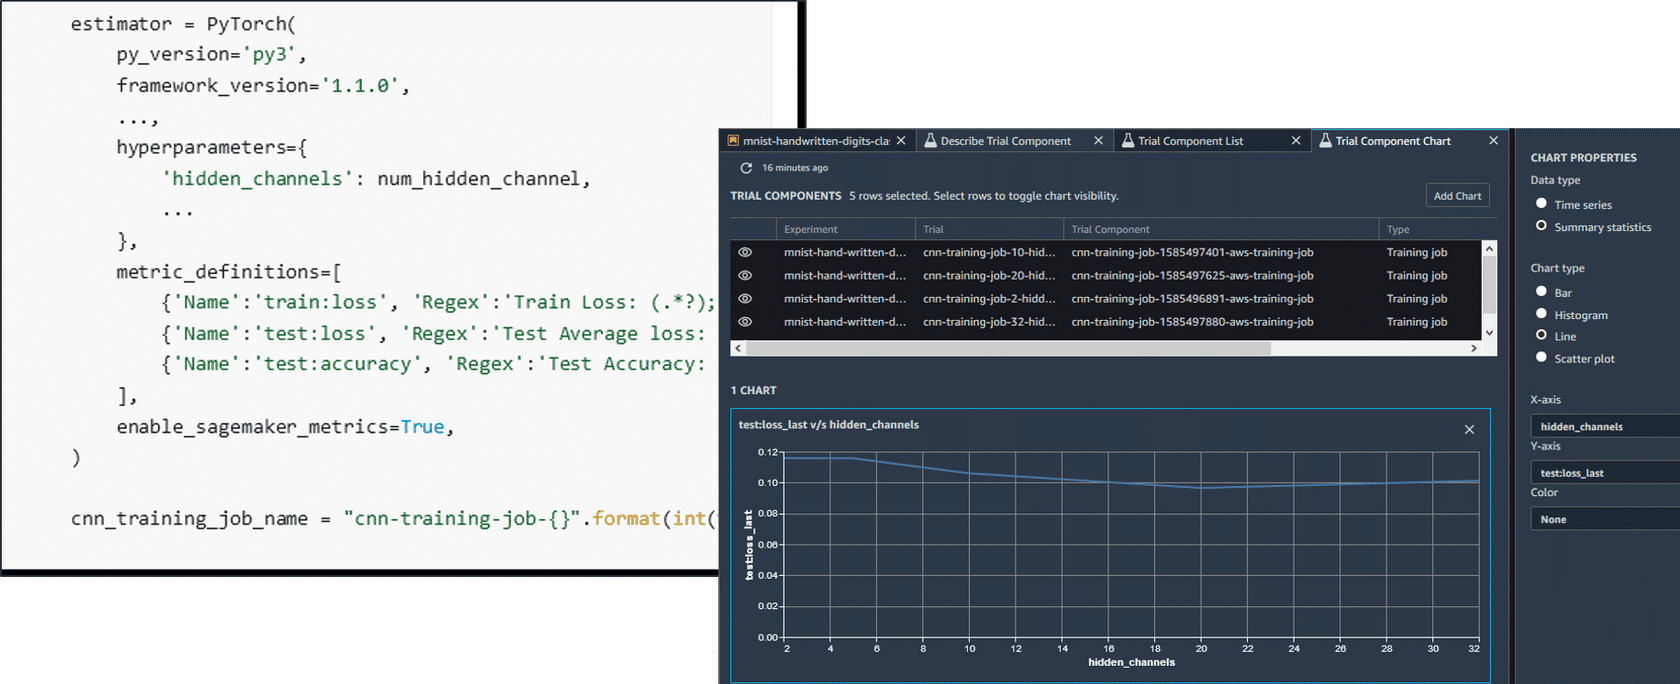 estimator = PyTorch(
py_version='py3',
framework_version='1.1.0',
...,
hyperparameters={
'hidden_channels': num_hidden_channel,
...
},
metric_definitions=[
{'Name':'train:loss', 'Regex':'Train Loss: (.*?);
{'Name':'test:loss', 'Regex':'Test Average loss:
{'Name':'test:accuracy', 'Regex':'Test Accuracy:
],
enable_sagemaker_metrics=True,
)
cnn_training_job_name = "cnn-training-job-{}".format(int(
mnist-handwritten-digits-clas
Describe Trial Component
Trial Component List
Trial Component Chart
16 minutes ago
TRIAL COMPONENTS 5 rows selected. Select rows to toggle chart visibility.
Add Chart
Experiment Trial Trial Component Type
mnist-hand-written-d... cnn-training-job-10-hid... cnn-training-job-1585497401-aws-training-job Training job
mnist-hand-written-d... cnn-training-job-20-hid... cnn-training-job-1585497625-aws-training-job Training job
mnist-hand-written-d... cnn-training-job-2-hidd... cnn-training-job-1585496891-aws-training-job Training job
mnist-hand-written-d... cnn-training-job-32-hid... cnn-training-job-1585497880-aws-training-job Training job
1 CHART
test:loss_last v/s hidden_channels
test:loss_last
0.12
0.10
0.08
0.06
0.04
0.02
0.00
2 4 6 8 10 12 14 16 18 20 22 24 26 28 30 32
hidden_channels
CHART PROPERTIES
Data type
Time series
Summary statistics
Chart type
Bar
Histogram
Line
Scatter plot
X-axis
hidden_channels
Y-axis
test:loss_last
Color
None